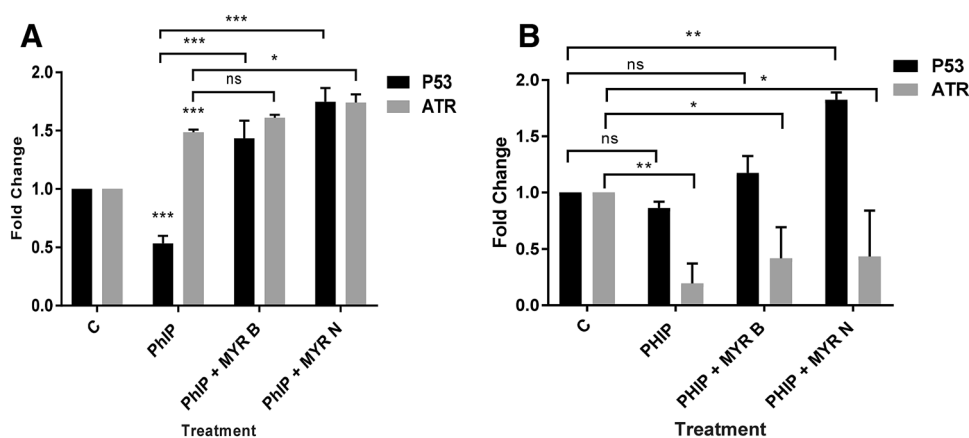 A
***
***
*
ns
***
***
2.0
1.5
1.0
0.5
0.0
Fold Change
P53
ATR
C
PhIP
PhIP + MYR B
PhIP + MYR N
Treatment
B
**
ns
*
*
ns
**
2.0
1.5
1.0
0.5
0.0
Fold Change
P53
ATR
C
PHIP
PHIP + MYR B
PHIP + MYR N
Treatment